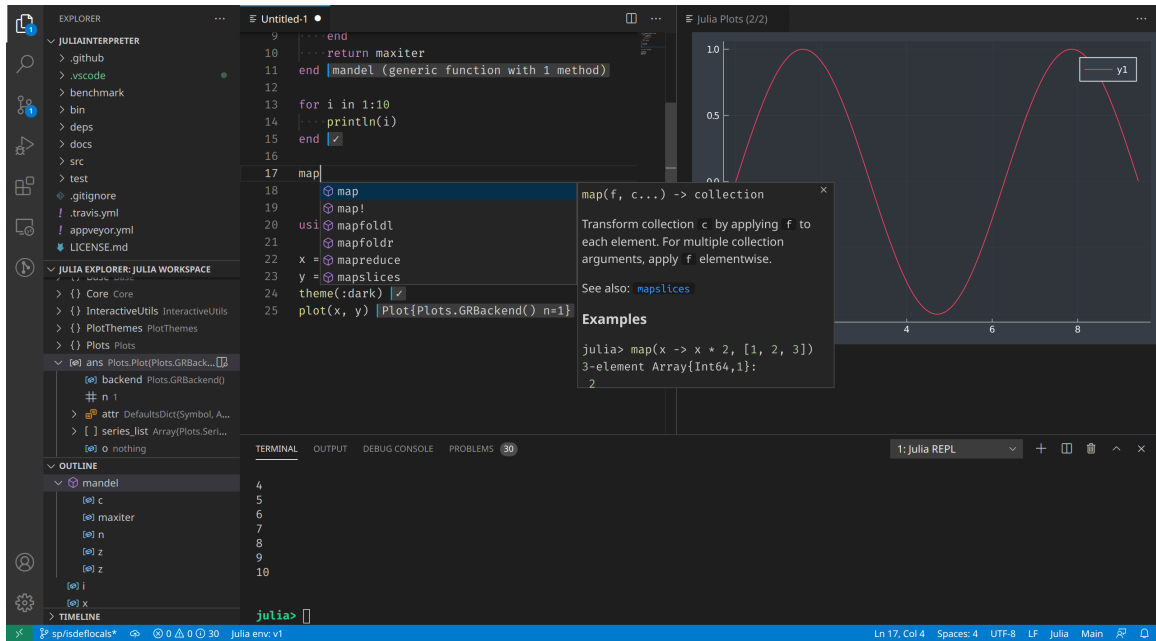 EXPLORER
JULIAINTERPRETER
.github
.vscode
benchmark
bin
deps
docs
src
test
.gitignore
.travis.yml
appveyor.yml
LICENSE.md
JULIA EXPLORER: JULIA WORKSPACE
{ } Base Base
{ } Core Core
{ } InteractiveUtils InteractiveUtils
{ } PlotThemes PlotThemes
{ } Plots Plots
ans Plots.Plot{Plots.GRBack...
backend Plots.GRBackend()
n 1
attr DefaultsDict(Symbol, A...
[ ] series_list Array{Plots.Seri...
o nothing
OUTLINE
mandel
c
maxiter
n
z
z
i
x
TIMELINE
Untitled-1
9 end
10 return maxiter
11 end mandel (generic function with 1 method)
12
13 for i in 1:10
14 println(i)
15 end ✓
16
17 map
18
19
20 usi
21
22 x =
23 y =
24 theme(:dark) ✓
25 plot(x, y) Plot{Plots.GRBackend() n=1}
map
map!
mapfoldl
mapfoldr
mapreduce
mapslices
map(f, c...) -> collection
Transform collection c by applying f to
each element. For multiple collection
arguments, apply f elementwise.
See also: mapslices
Examples
julia> map(x -> x * 2, [1, 2, 3])
3-element Array{Int64,1}:
2
Julia Plots (2/2)
1.0
y1
0.5
0.0
4 6 8
TERMINAL OUTPUT DEBUG CONSOLE PROBLEMS 30
1: Julia REPL
4
5
6
7
8
9
10
julia>
1
1
sp/isdeflocals* 0 0 30 Julia env: v1
Ln 17, Col 4 Spaces: 4 UTF-8 LF Julia Main